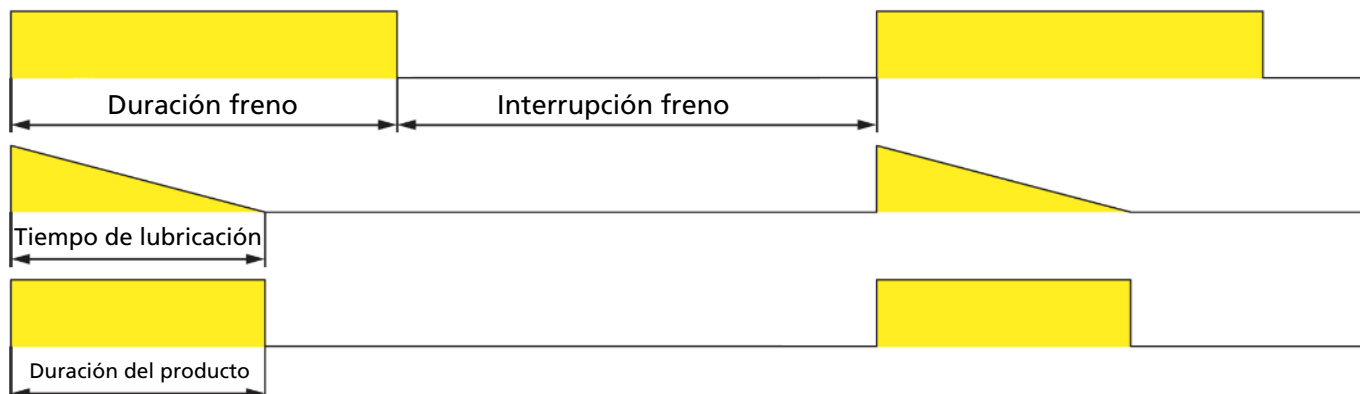 Duración freno
Interrupción freno
Tiempo de lubricación
Duración del producto